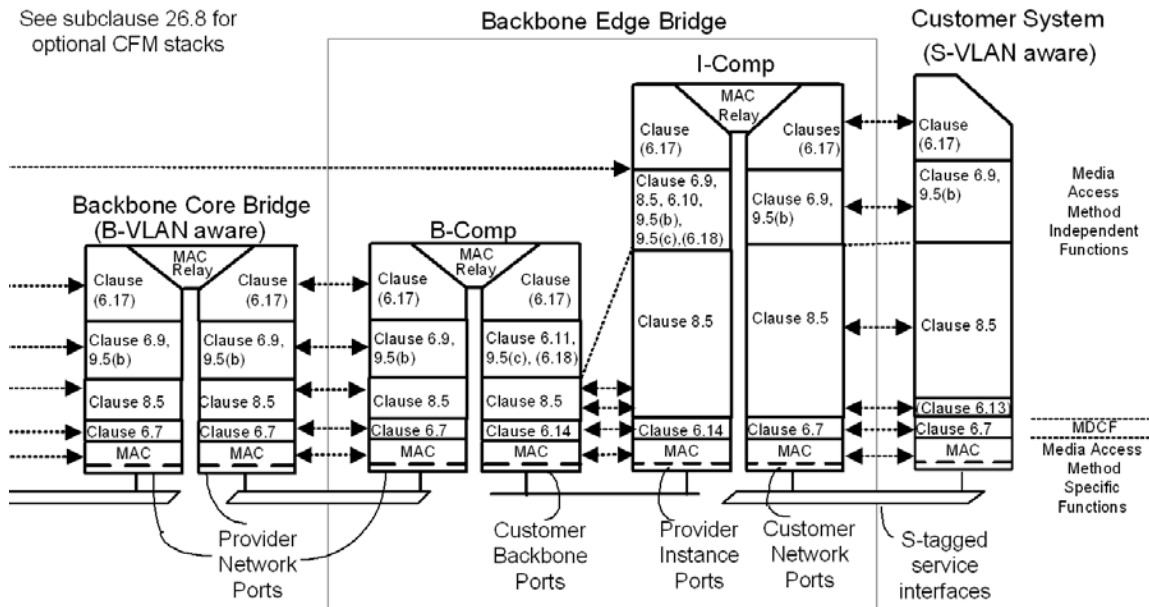 See subclause 26.8 for
optional CFM stacks
Backbone Edge Bridge
Customer System
(S-VLAN aware)
I-Comp
MAC
Relay
Clause
(6.17)
Clauses
(6.17)
Clause
(6.17)
Clause 6.9,
8.5, 6.10,
9.5(b),
9.5(c),(6.18)
Clause 6.9,
9.5(b)
Clause 6.9,
9.5(b)
Media
Access
Method
Independent
Functions
Backbone Core Bridge
(B-VLAN aware)
B-Comp
MAC
Relay
MAC
Relay
Clause
(6.17)
Clause
(6.17)
Clause
(6.17)
Clause
(6.17)
Clause 6.9,
9.5(b)
Clause 6.9,
9.5(b)
Clause 6.9,
9.5(b)
Clause 6.11,
9.5(c), (6.18)
Clause 8.5
Clause 8.5
Clause 8.5
Clause 8.5
Clause 8.5
Clause 8.5
Clause 8.5
(Clause 6.13)
Clause 6.7
Clause 6.7
Clause 6.7
Clause 6.14
Clause 6.14
Clause 6.7
Clause 6.7
MDCF
MAC
MAC
MAC
MAC
MAC
MAC
MAC
Media Access
Method
Specific
Functions
Provider
Network
Ports
Customer
Backbone
Ports
Provider
Instance
Ports
Customer
Network
Ports
S-tagged
service
interfaces